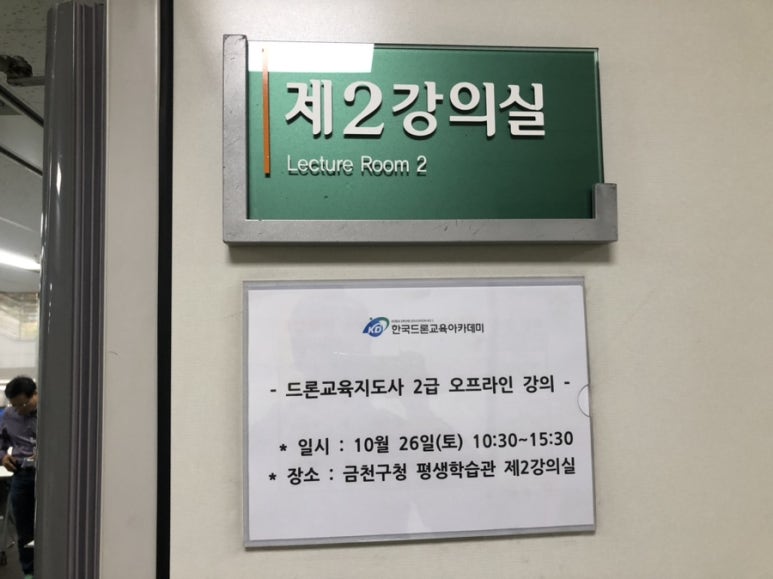 제2강의실
Lecture Room 2
KD 한국드론교육아카데미
- 드론교육지도사 2급 오프라인 강의 -
* 일시 : 10월 26일(토) 10:30~15:30
* 장소 : 금천구청 평생학습관 제2강의실